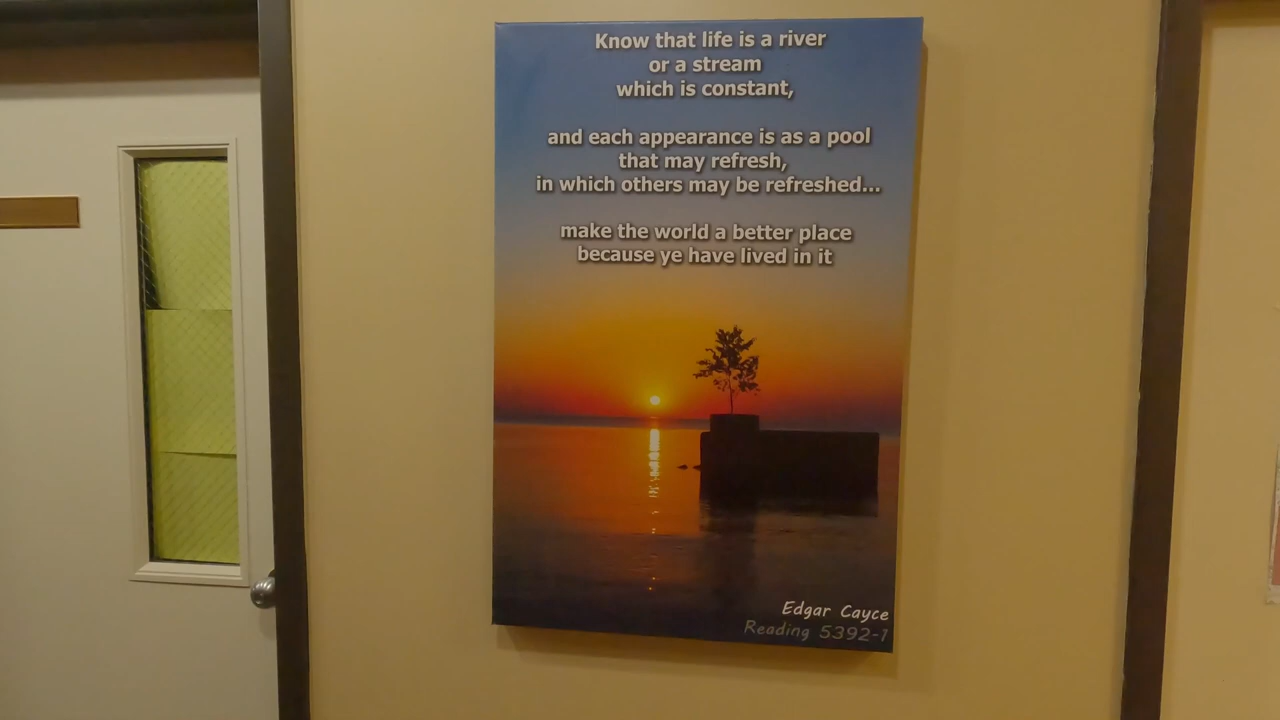 Know that life is a river
or a stream
which is constant,
and each appearance is as a pool
that may refresh,
in which others may be refreshed...
make the world a better place
because ye have lived in it
Edgar Cayce
Reading 5392-1